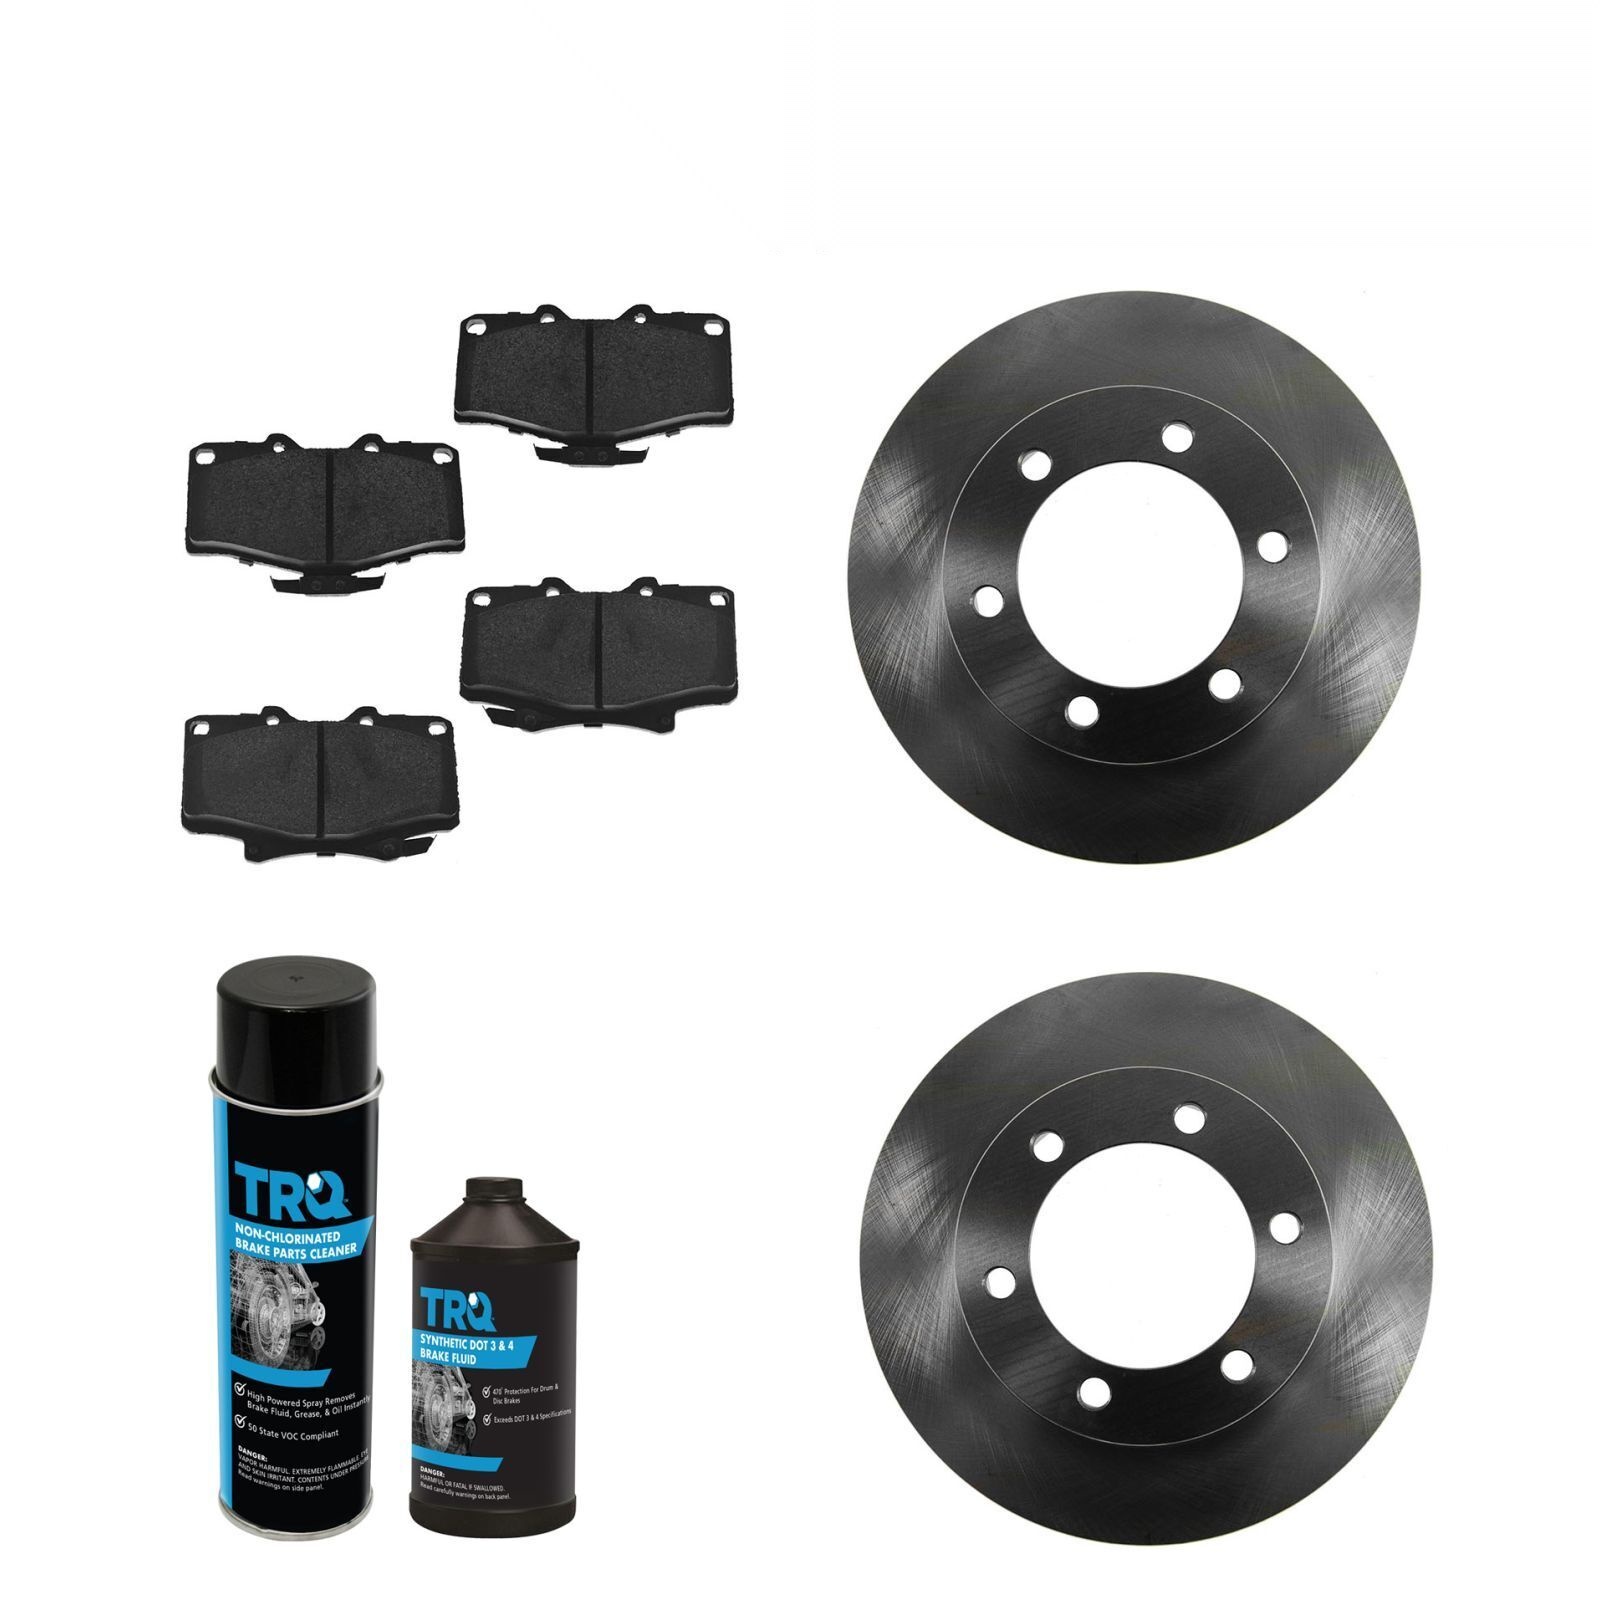 TRQ
NON-CHLORINATED
BRAKE PARTS CLEANER
High Powered Spray Removes
Brake Fluid, Grease, & Oil Instantly
50 State VOC Compliant
DANGER:
VAPOR HARMFUL. EXTREMELY FLAMMABLE. EYE
AND SKIN IRRITANT. CONTENTS UNDER PRESSURE
Read warnings on side panel.
TRQ
SYNTHETIC DOT 3 & 4
BRAKE FLUID
470° Protection For Drum &
Disc Brakes
Exceeds DOT 3 & 4 Specifications
DANGER:
HARMFUL OR FATAL IF SWALLOWED.
Read carefully warnings on back panel.